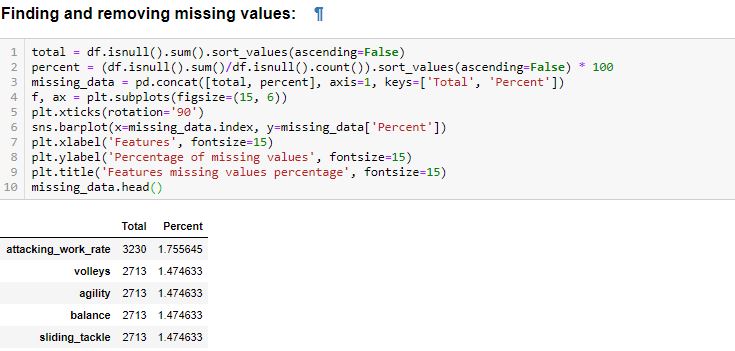 Finding and removing missing values: ¶
1 total = df.isnull().sum().sort_values(ascending=False)
2 percent = (df.isnull().sum()/df.isnull().count()).sort_values(ascending=False) * 100
3 missing_data = pd.concat([total, percent], axis=1, keys=['Total', 'Percent'])
4 f, ax = plt.subplots(figsize=(15, 6))
5 plt.xticks(rotation='90')
6 sns.barplot(x=missing_data.index, y=missing_data['Percent'])
7 plt.xlabel('Features', fontsize=15)
8 plt.ylabel('Percentage of missing values', fontsize=15)
9 plt.title('Features missing values percentage', fontsize=15)
10 missing_data.head()
Total Percent
attacking_work_rate 3230 1.755645
volleys 2713 1.474633
agility 2713 1.474633
balance 2713 1.474633
sliding_tackle 2713 1.474633